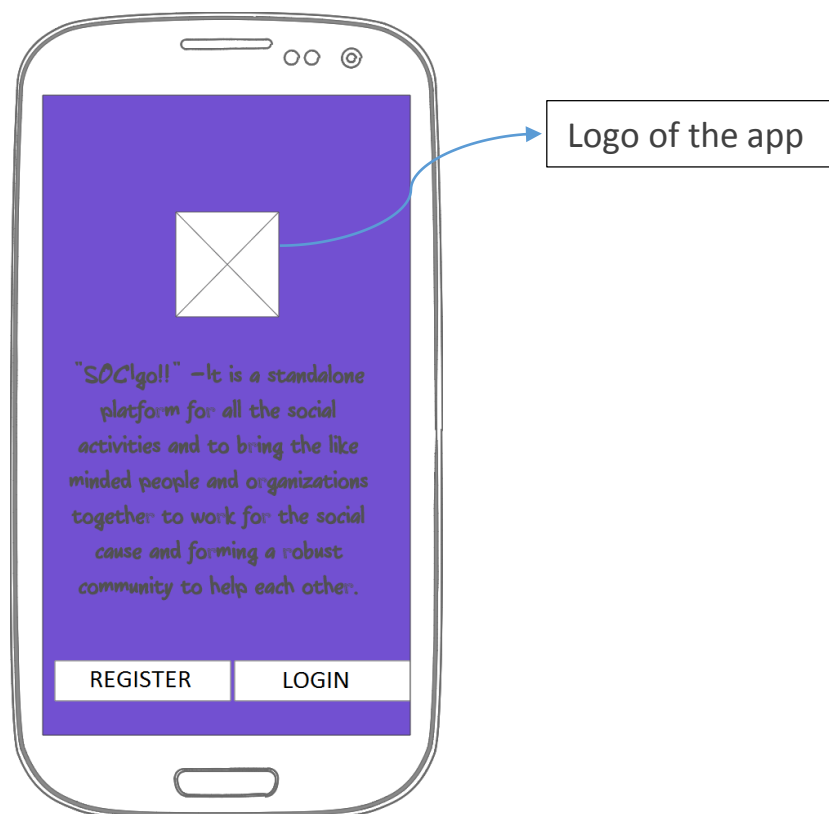 Logo of the app
"SOC!go!!" -It is a standalone
platform for all the social
activities and to bring the like
minded people and organizations
together to work for the social
cause and forming a robust
community to help each other.
REGISTER LOGIN